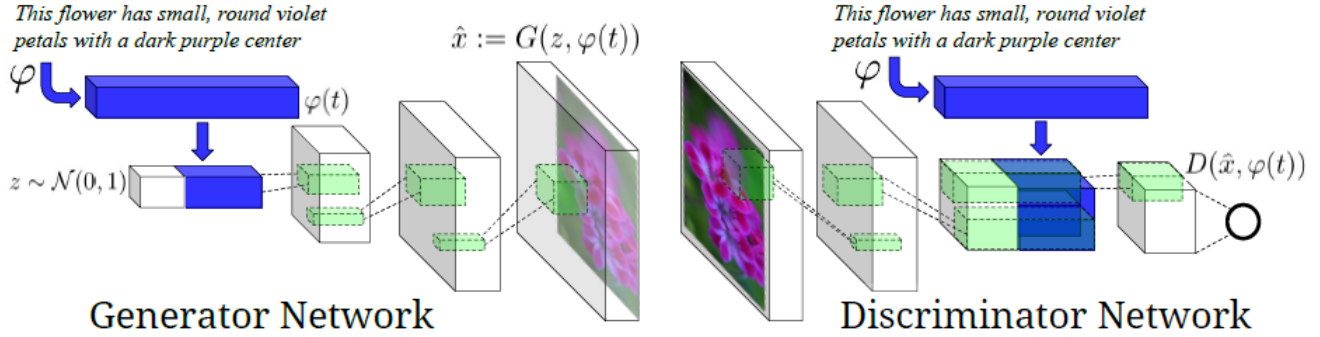 This flower has small, round violet
petals with a dark purple center
φ
φ(t)
z ∼ 𝒩(0, 1)
x̂ := G(z, φ(t))
Generator Network
This flower has small, round violet
petals with a dark purple center
φ
D(x̂, φ(t))
Discriminator Network